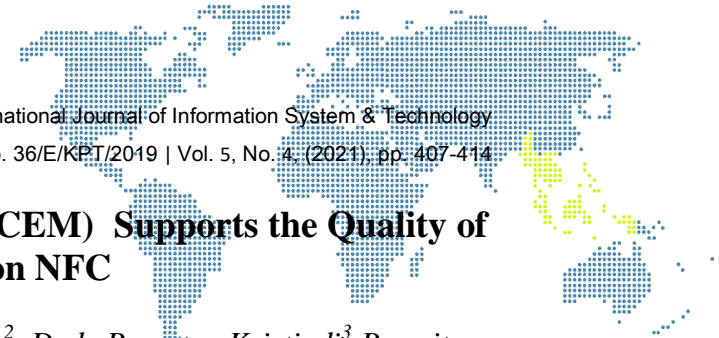 national Journal of Information System & Technology
o. 36/E/KPT/2019 | Vol. 5, No. 4, (2021), pp. 407-414
CEM) Supports the Quality of
on NFC
2